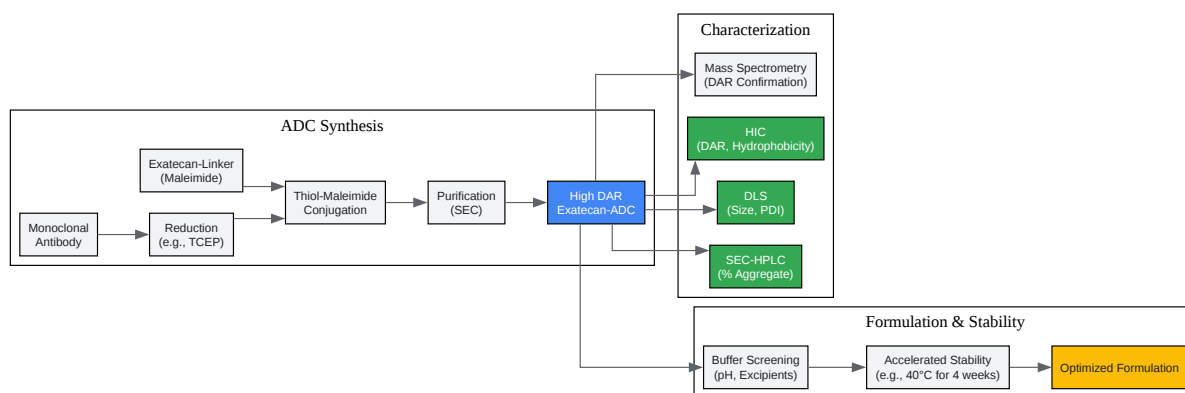 Characterization
Mass Spectrometry
(DAR Confirmation)
HIC
(DAR, Hydrophobicity)
DLS
(Size, PDI)
SEC-HPLC
(% Aggregate)
ADC Synthesis
Exatecan-Linker
(Maleimide)
Monoclonal
Antibody
Reduction
(e.g., TCEP)
Thiol-Maleimide
Conjugation
Purification
(SEC)
High DAR
Exatecan-ADC
Formulation & Stability
Buffer Screening
(pH, Excipients)
Accelerated Stability
(e.g., 40°C for 4 weeks)
Optimized Formulation